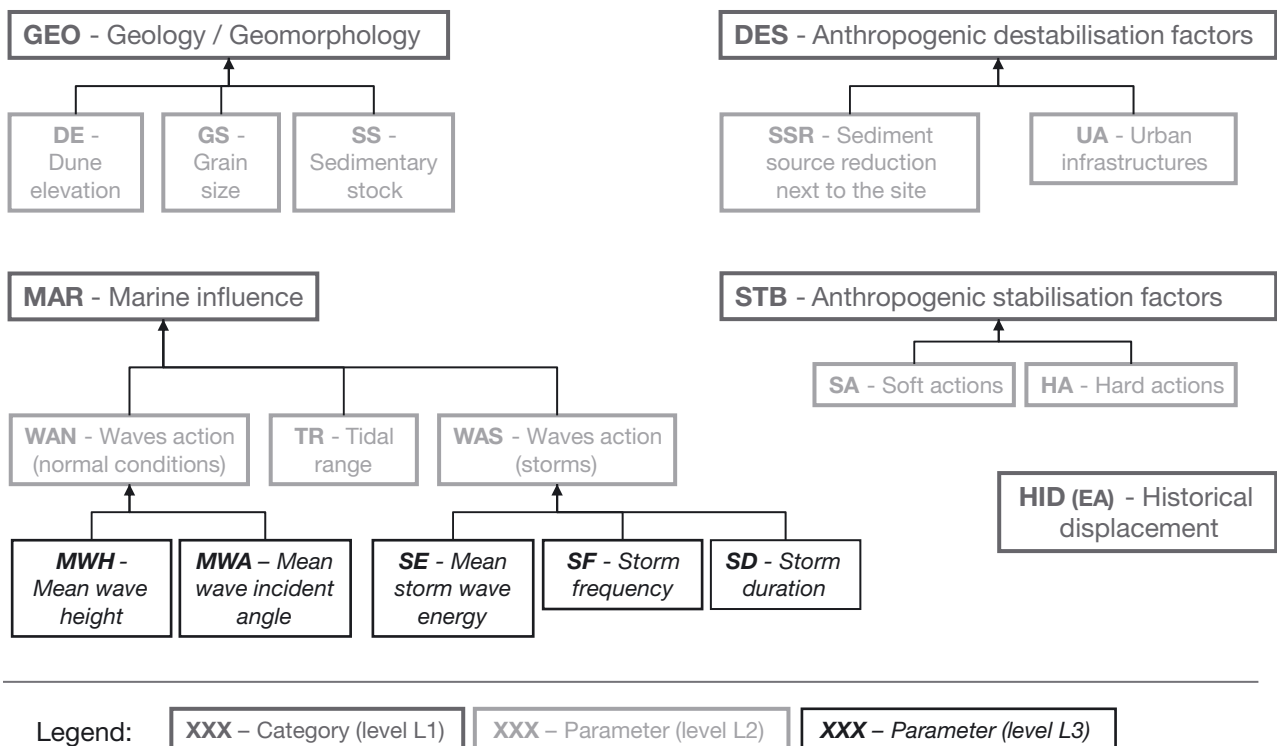 GEO - Geology / Geomorphology
DE -
Dune
elevation
GS -
Grain
size
SS -
Sedimentary
stock
DES - Anthropogenic destabilisation factors
SSR - Sediment
source reduction
next to the site
UA - Urban
infrastructures
MAR - Marine influence
WAN - Waves action
(normal conditions)
TR - Tidal
range
WAS - Waves action
(storms)
MWH -
Mean wave
height
MWA – Mean
wave incident
angle
SE - Mean
storm wave
energy
SF - Storm
frequency
SD - Storm
duration
STB - Anthropogenic stabilisation factors
SA - Soft actions
HA - Hard actions
HID (EA) - Historical
displacement
Legend:
XXX – Category (level L1)
XXX – Parameter (level L2)
XXX – Parameter (level L3)